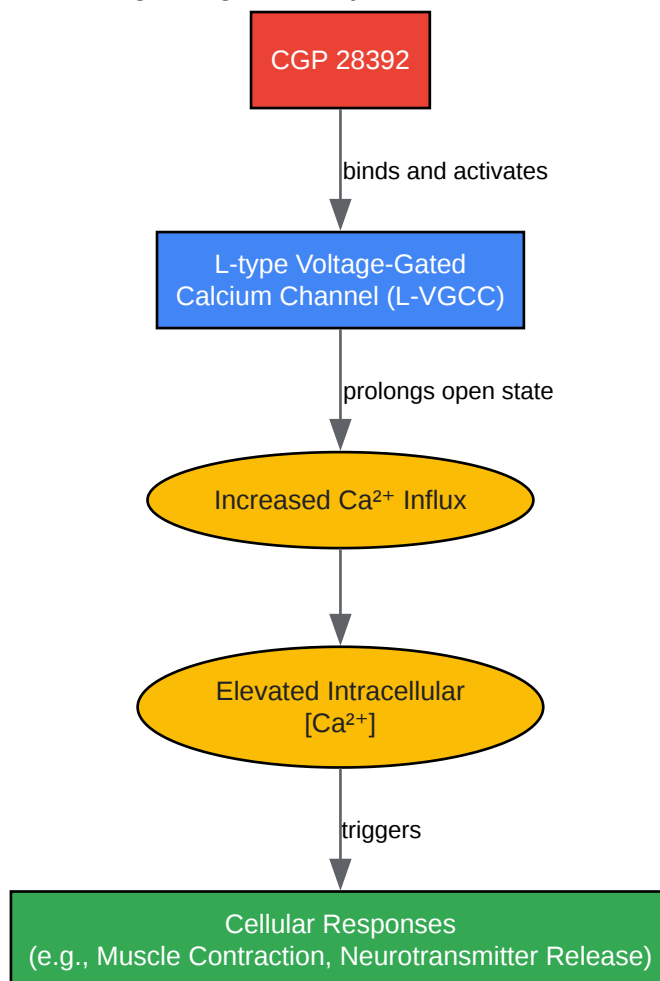 CGP 28392
binds and activates
L-type Voltage-Gated
Calcium Channel (L-VGCC)
prolongs open state
Increased Ca²⁺ Influx
Elevated Intracellular
[Ca²⁺]
triggers
Cellular Responses
(e.g., Muscle Contraction, Neurotransmitter Release)